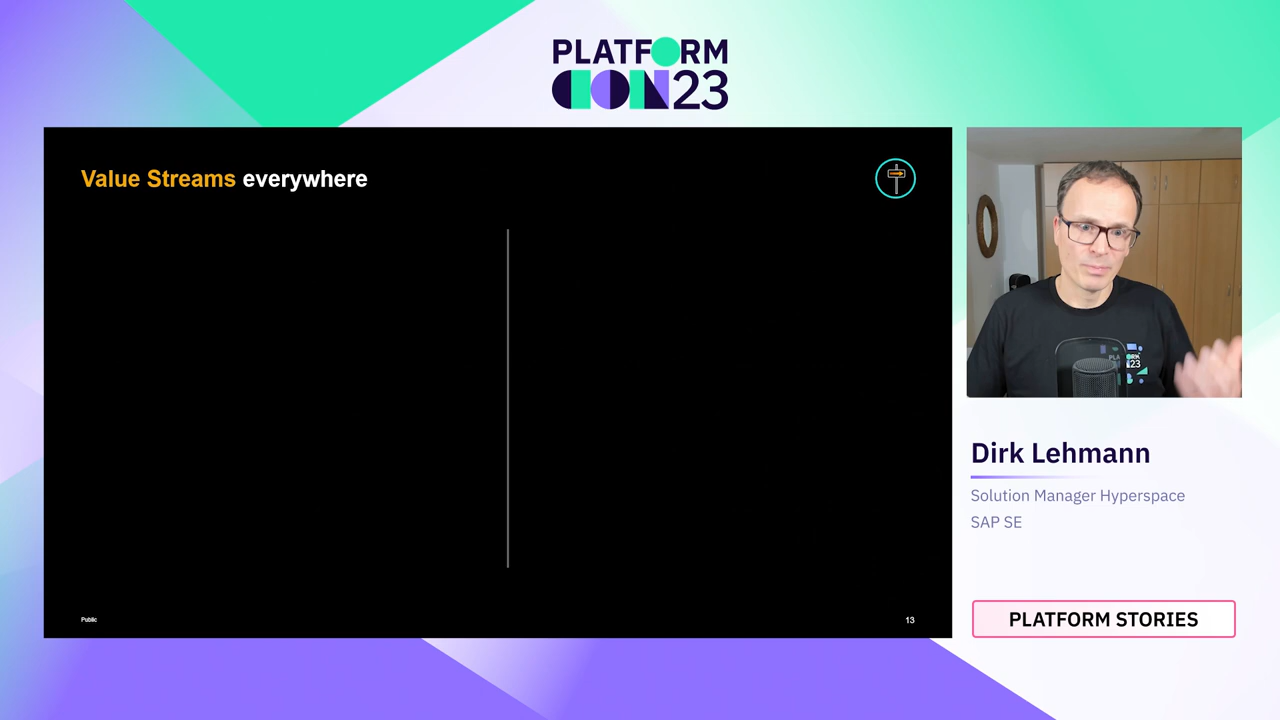 PLATFORM
CON23
Value Streams everywhere
Public
13
Dirk Lehmann
Solution Manager Hyperspace
SAP SE
PLATFORM STORIES